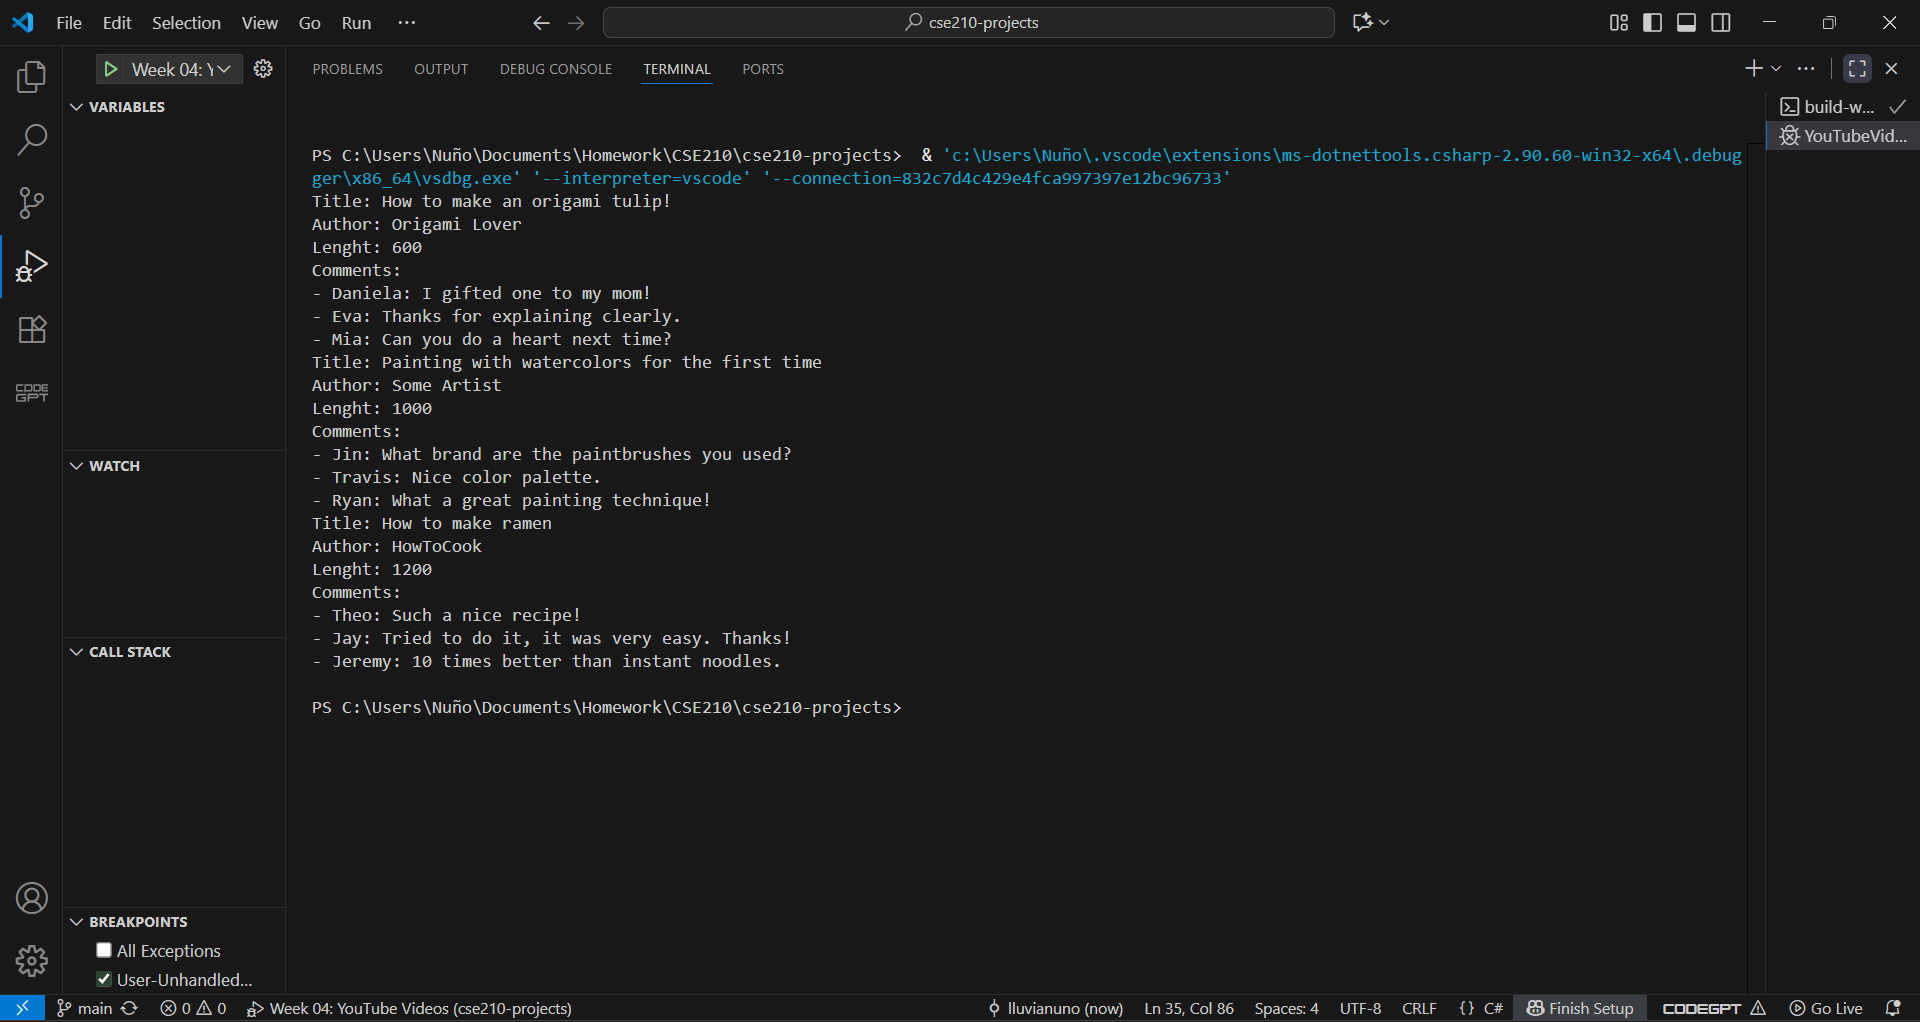 File Edit Selection View Go Run ···
cse210-projects
Week 04: Y
PROBLEMS OUTPUT DEBUG CONSOLE TERMINAL PORTS
VARIABLES
build-w...
YouTubeVid...
PS C:\Users\Nuño\Documents\Homework\CSE210\cse210-projects>  & 'c:\Users\Nuño\.vscode\extensions\ms-dotnettools.csharp-2.90.60-win32-x64\.debug
ger\x86_64\vsdbg.exe' '--interpreter=vscode' '--connection=832c7d4c429e4fca997397e12bc96733'
Title: How to make an origami tulip!
Author: Origami Lover
Lenght: 600
Comments:
- Daniela: I gifted one to my mom!
- Eva: Thanks for explaining clearly.
- Mia: Can you do a heart next time?
Title: Painting with watercolors for the first time
Author: Some Artist
Lenght: 1000
Comments:
- Jin: What brand are the paintbrushes you used?
- Travis: Nice color palette.
- Ryan: What a great painting technique!
Title: How to make ramen
Author: HowToCook
Lenght: 1200
Comments:
- Theo: Such a nice recipe!
- Jay: Tried to do it, it was very easy. Thanks!
- Jeremy: 10 times better than instant noodles.
PS C:\Users\Nuño\Documents\Homework\CSE210\cse210-projects>
CODE
GPT
WATCH
CALL STACK
BREAKPOINTS
All Exceptions
User-Unhandled...
main 0 0 Week 04: YouTube Videos (cse210-projects) lluvianuno (now) Ln 35, Col 86 Spaces: 4 UTF-8 CRLF {} C# Finish Setup CODEGPT Go Live